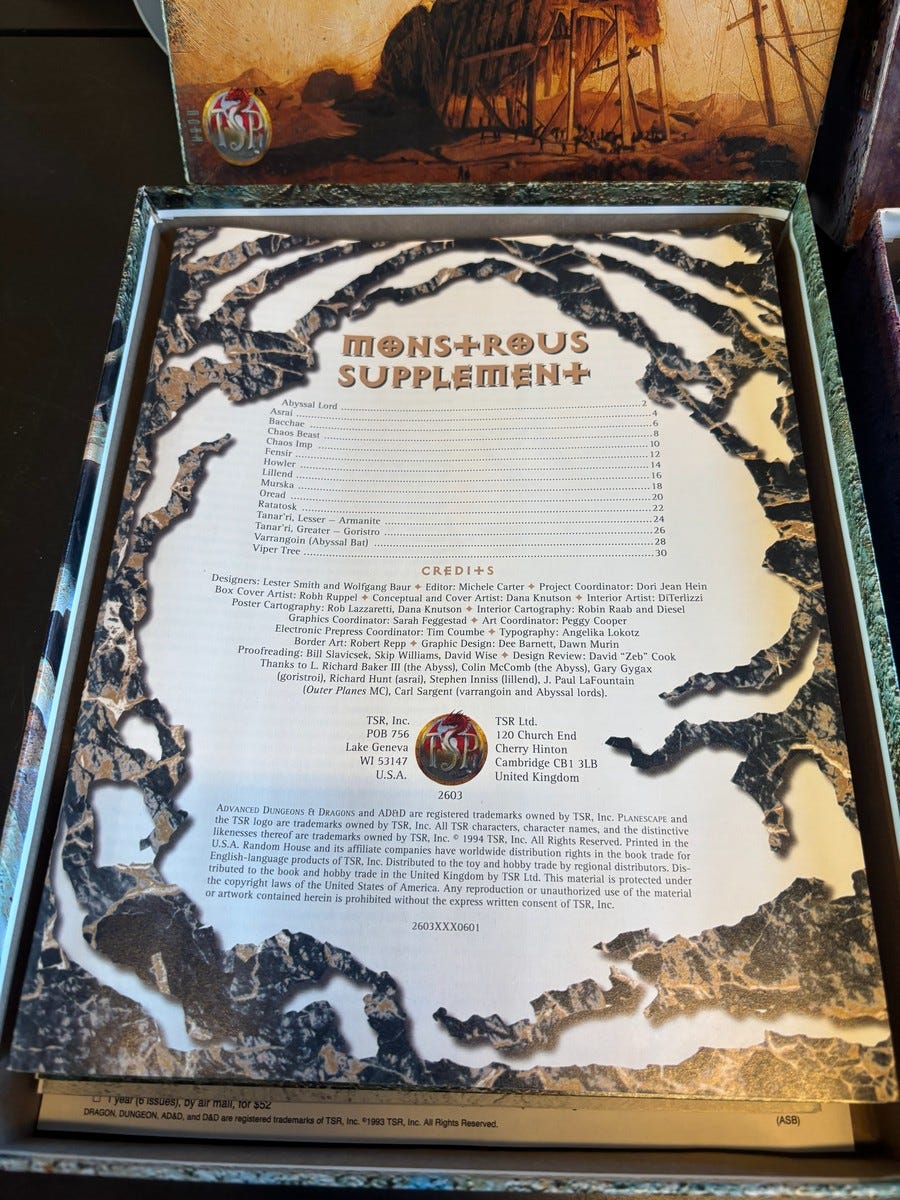 TSR
MONSTROUS
SUPPLEMENT
Abyssal Lord 2
Asrai 4
Bacchae 6
Chaos Beast 8
Chaos Imp 10
Fensir 12
Howler 14
Lillend 16
Murska 18
Oread 20
Ratatosk 22
Tanar'ri, Lesser – Armanite 24
Tanar'ri, Greater – Goristro 26
Varrangoin (Abyssal Bat) 28
Viper Tree 30
CREDITS
Designers: Lester Smith and Wolfgang Baur ✦ Editor: Michele Carter ✦ Project Coordinator: Dori Jean Hein
Box Cover Artist: Robh Ruppel ✦ Conceptual and Cover Artist: Dana Knutson ✦ Interior Artist: DiTerlizzi
Poster Cartography: Rob Lazzaretti, Dana Knutson ✦ Interior Cartography: Robin Raab and Diesel
Graphics Coordinator: Sarah Feggestad ✦ Art Coordinator: Peggy Cooper
Electronic Prepress Coordinator: Tim Coumbe ✦ Typography: Angelika Lokotz
Border Art: Robert Repp ✦ Graphic Design: Dee Barnett, Dawn Murin
Proofreading: Bill Slavicsek, Skip Williams, David Wise ✦ Design Review: David "Zeb" Cook
Thanks to L. Richard Baker III (the Abyss), Colin McComb (the Abyss), Gary Gygax
(goristroi), Richard Hunt (asrai), Stephen Inniss (lillend), J. Paul LaFountain
(Outer Planes MC), Carl Sargent (varrangoin and Abyssal lords).
TSR, Inc.
POB 756
Lake Geneva
WI 53147
U.S.A.
TSR
TSR Ltd.
120 Church End
Cherry Hinton
Cambridge CB1 3LB
United Kingdom
2603
ADVANCED DUNGEONS & DRAGONS and AD&D are registered trademarks owned by TSR, Inc. PLANESCAPE and
the TSR logo are trademarks owned by TSR, Inc. All TSR characters, character names, and the distinctive
likenesses thereof are trademarks owned by TSR, Inc. © 1994 TSR, Inc. All Rights Reserved. Printed in the
U.S.A. Random House and its affiliate companies have worldwide distribution rights in the book trade for
English-language products of TSR, Inc. Distributed to the toy and hobby trade by regional distributors. Dis-
tributed to the book and hobby trade in the United Kingdom by TSR Ltd. This material is protected under
the copyright laws of the United States of America. Any reproduction or unauthorized use of the material
or artwork contained herein is prohibited without the express written consent of TSR, Inc.
2603XXX0601
1 year (6 issues), by air mail, for $52
DRAGON, DUNGEON, AD&D, and D&D are registered trademarks of TSR, Inc. ©1993 TSR, Inc. All Rights Reserved.
(ASB)